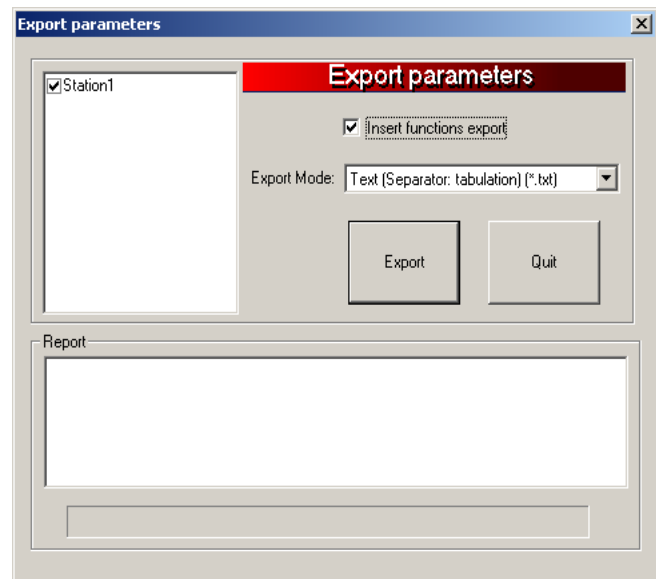 Export parameters
Station1
Export parameters
Insert functions export
Export Mode: Text (Separator: tabulation) (*.txt)
Export Quit
Report